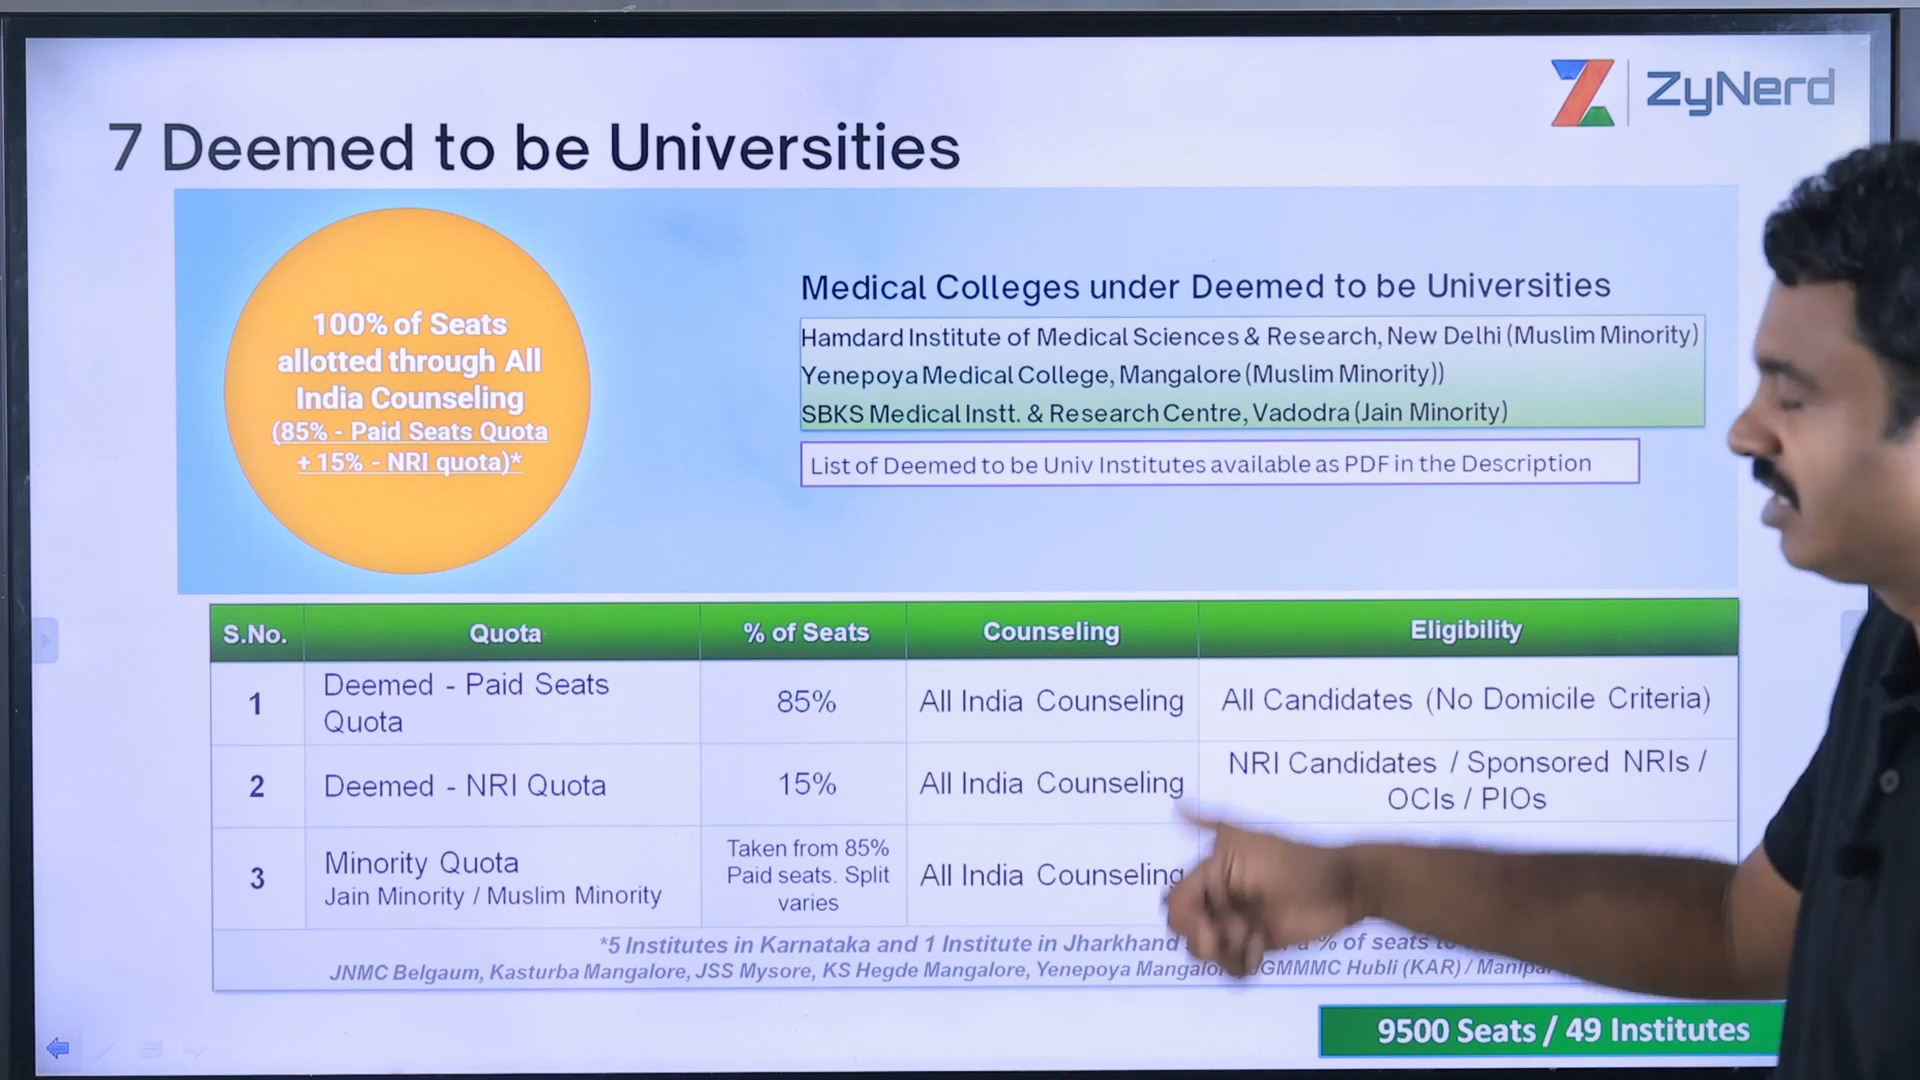 ZyNerd
7 Deemed to be Universities
100% of Seats
allotted through All
India Counseling
(85% - Paid Seats Quota
+ 15% - NRI quota)*
Medical Colleges under Deemed to be Universities
Hamdard Institute of Medical Sciences & Research, New Delhi (Muslim Minority)
Yenepoya Medical College, Mangalore (Muslim Minority))
SBKS Medical Instt. & Research Centre, Vadodra (Jain Minority)
List of Deemed to be Univ Institutes available as PDF in the Description
S.No. Quota % of Seats Counseling Eligibility
1 Deemed - Paid Seats Quota 85% All India Counseling All Candidates (No Domicile Criteria)
2 Deemed - NRI Quota 15% All India Counseling NRI Candidates / Sponsored NRIs /
OCIs / PIOs
3 Minority Quota
Jain Minority / Muslim Minority
Taken from 85%
Paid seats. Split
varies
All India Counseling
*5 Institutes in Karnataka and 1 Institute in Jharkhand % of seats
JNMC Belgaum, Kasturba Mangalore, JSS Mysore, KS Hegde Mangalore, Yenepoya Hubli (KAR) /
9500 Seats / 49 Institutes